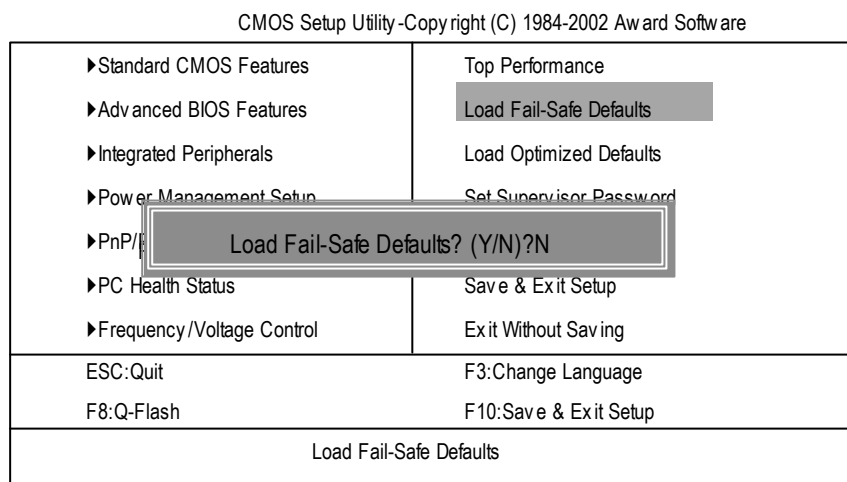 CMOS Setup Utility-Copyright (C) 1984-2002 Award Software
▶Standard CMOS Features
▶Advanced BIOS Features
▶Integrated Peripherals
▶Power Management Setup
▶PnP/
▶PC Health Status
▶Frequency/Voltage Control
Top Performance
Load Fail-Safe Defaults
Load Optimized Defaults
Set Supervisor Password
Save & Exit Setup
Exit Without Saving
Load Fail-Safe Defaults? (Y/N)?N
ESC:Quit
F3:Change Language
F8:Q-Flash
F10:Save & Exit Setup
Load Fail-Safe Defaults